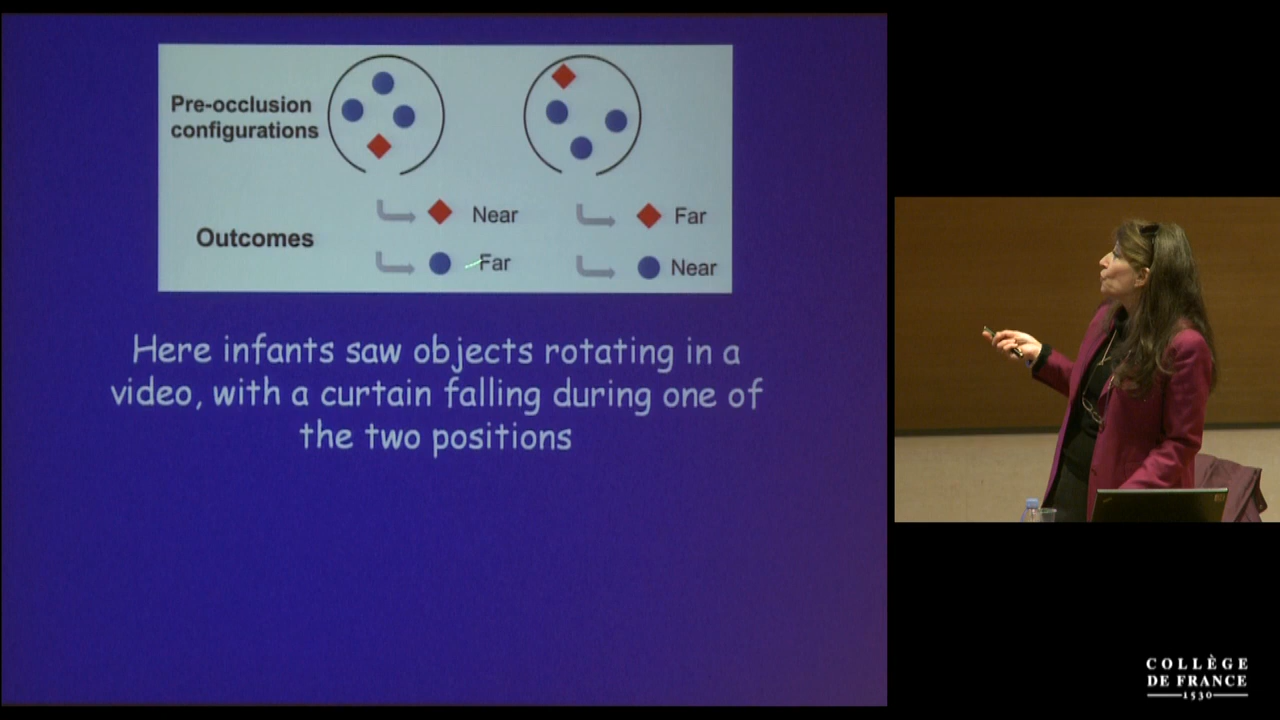 Pre-occlusion
configurations
Outcomes
Near
Far
Far
Near
Here infants saw objects rotating in a
video, with a curtain falling during one of
the two positions
COLLÈGE
DE FRANCE
1530